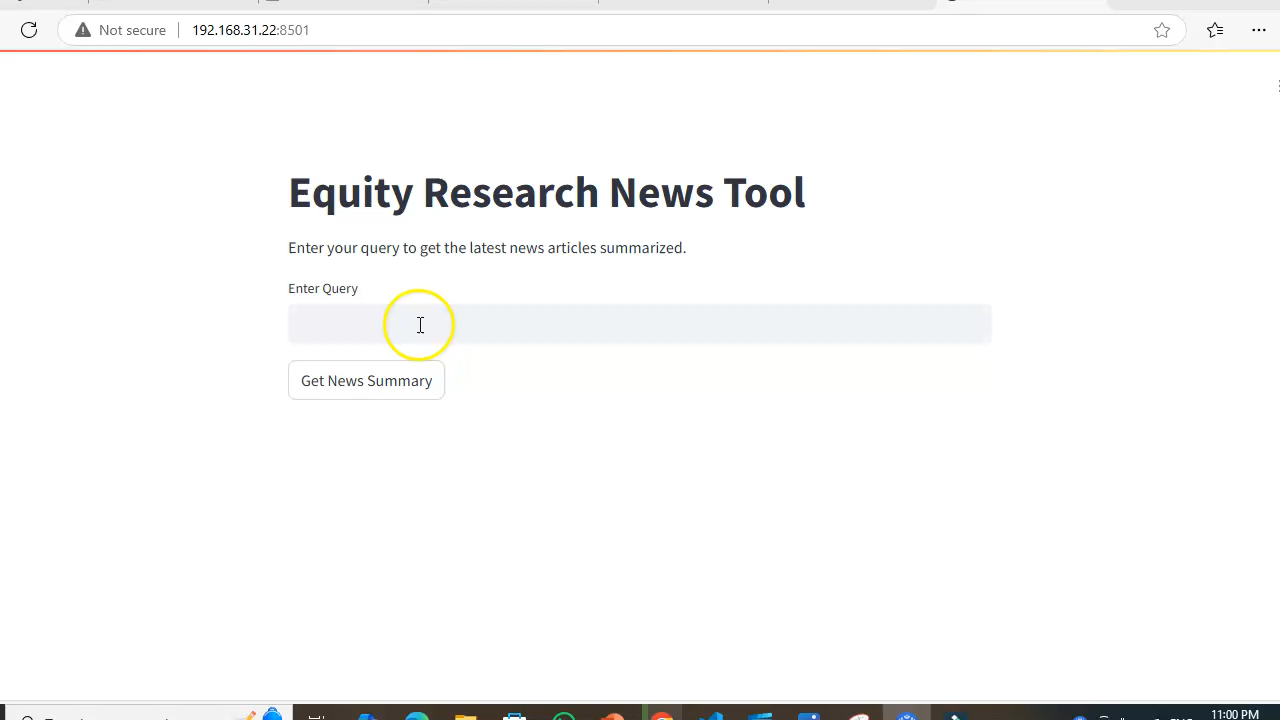 Not secure
192.168.31.22:8501
Equity Research News Tool
Enter your query to get the latest news articles summarized.
Enter Query
Get News Summary
11:00 PM